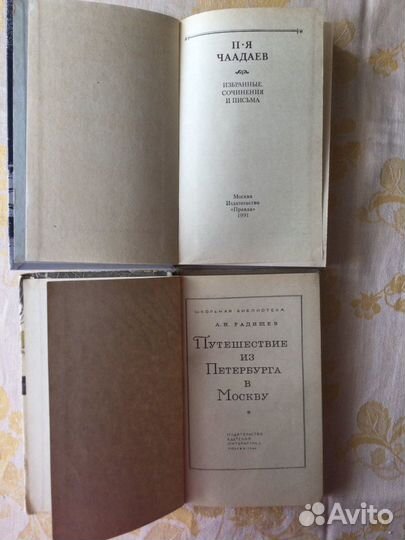 П·Я
ЧААДАЕВ
ИЗБРАННЫЕ
СОЧИНЕНИЯ
И ПИСЬМА
Москва
Издательство
«Правда»
1991
ШКОЛЬНАЯ БИБЛИОТЕКА
А.Н. РАДИЩЕВ
ПУТЕШЕСТВИЕ
ИЗ
ПЕТЕРБУРГА
В
МОСКВУ
ИЗДАТЕЛЬСТВО
ДЕТСКАЯ
ЛИТЕРАТУРА
МОСКВА
Avito